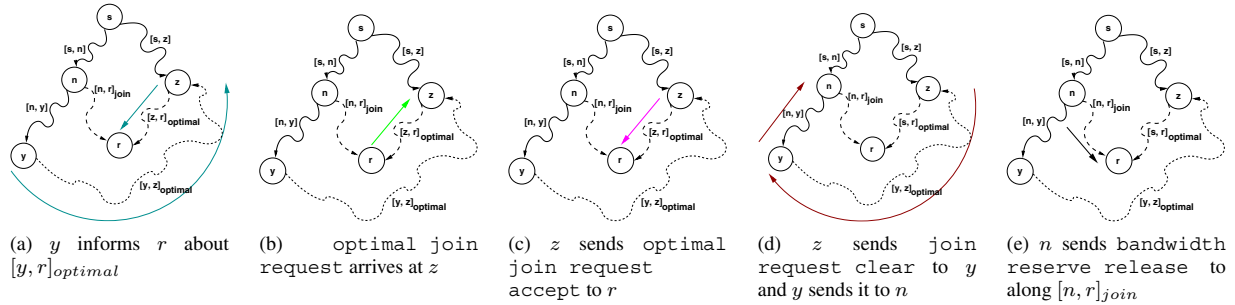 s
[s, z]
[s, n]
n
z
[n, r]join
[n, y]
[z, r]optimal
r
y
[y, z]optimal
(a) y informs r about
[y, r]optimal
s
[s, z]
[s, n]
n
z
[n, r]join
[n, y]
[z, r]optimal
r
y
[y, z]optimal
(b) optimal join
request arrives at z
s
[s, z]
[s, n]
n
z
[n, r]join
[n, y]
[z, r]optimal
r
y
[y, z]optimal
(c) z sends optimal
join request
accept to r
s
[s, z]
[s, n]
n
z
[n, r]join
[n, y]
[s, r]optimal
r
y
[y, z]optimal
(d) z sends join
request clear to y
and y sends it to n
s
[s, z]
[s, n]
n
z
[n, r]join
[n, y]
[s, r]optimal
r
y
[y, z]optimal
(e) n sends bandwidth
reserve release to
along [n, r]join